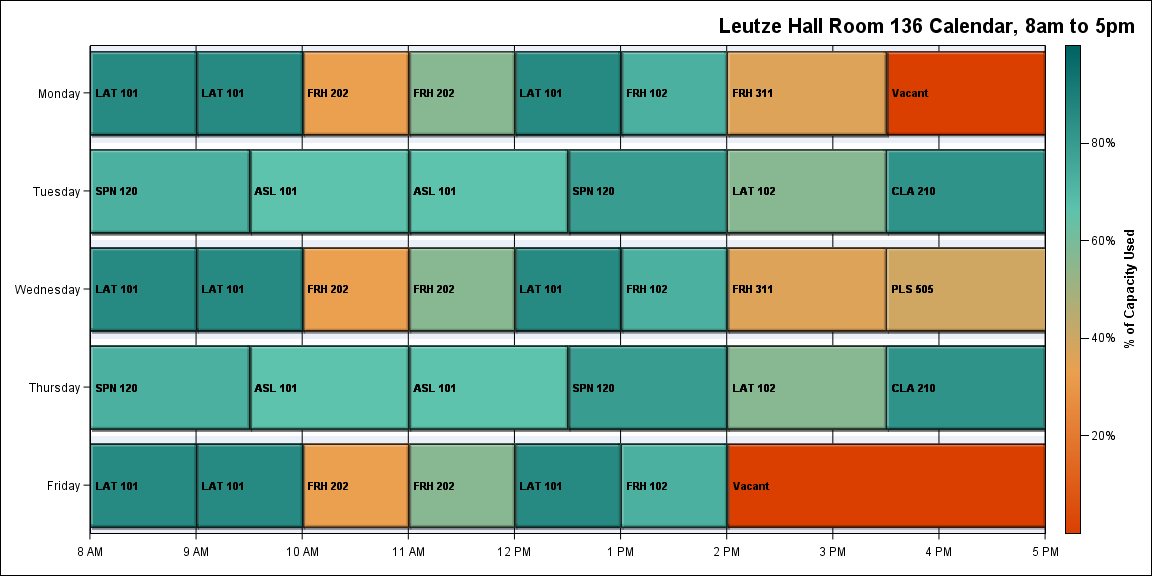 Leutze Hall Room 136 Calendar, 8am to 5pm
Monday
LAT 101
LAT 101
FRH 202
FRH 202
LAT 101
FRH 102
FRH 311
Vacant
Tuesday
SPN 120
ASL 101
ASL 101
SPN 120
LAT 102
CLA 210
Wednesday
LAT 101
LAT 101
FRH 202
FRH 202
LAT 101
FRH 102
FRH 311
PLS 505
Thursday
SPN 120
ASL 101
ASL 101
SPN 120
LAT 102
CLA 210
Friday
LAT 101
LAT 101
FRH 202
FRH 202
LAT 101
FRH 102
Vacant
8 AM
9 AM
10 AM
11 AM
12 PM
1 PM
2 PM
3 PM
4 PM
5 PM
80%
60%
40%
20%
% of Capacity Used